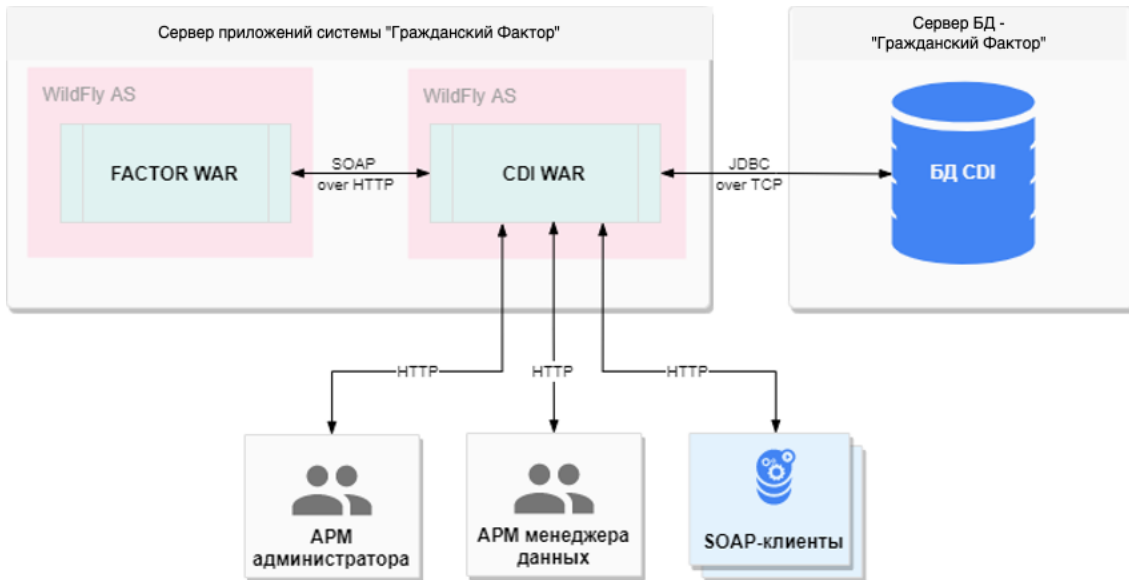 Сервер приложений системы "Гражданский Фактор"
Сервер БД -
"Гражданский Фактор"
WildFly AS
WildFly AS
FACTOR WAR
SOAP
over HTTP
CDI WAR
JDBC
over TCP
БД CDI
HTTP
HTTP
HTTP
АРМ
администратора
АРМ менеджера
данных
SOAP-клиенты